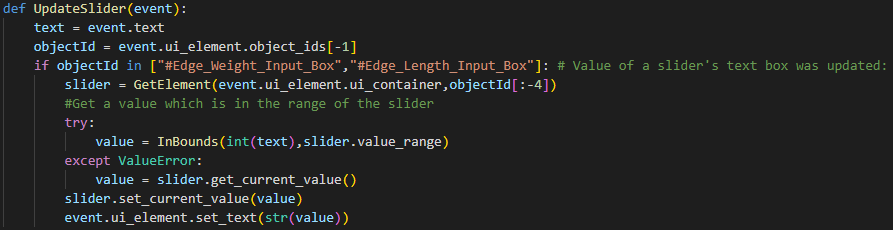 def UpdateSlider(event):
    text = event.text
    objectId = event.ui_element.object_ids[-1]
    if objectId in ["#Edge_Weight_Input_Box","#Edge_Length_Input_Box"]: # Value of a slider's text box was updated:
        slider = GetElement(event.ui_element.ui_container,objectId[:-4])
        #Get a value which is in the range of the slider
        try:
            value = InBounds(int(text),slider.value_range)
        except ValueError:
            value = slider.get_current_value()
        slider.set_current_value(value)
        event.ui_element.set_text(str(value))